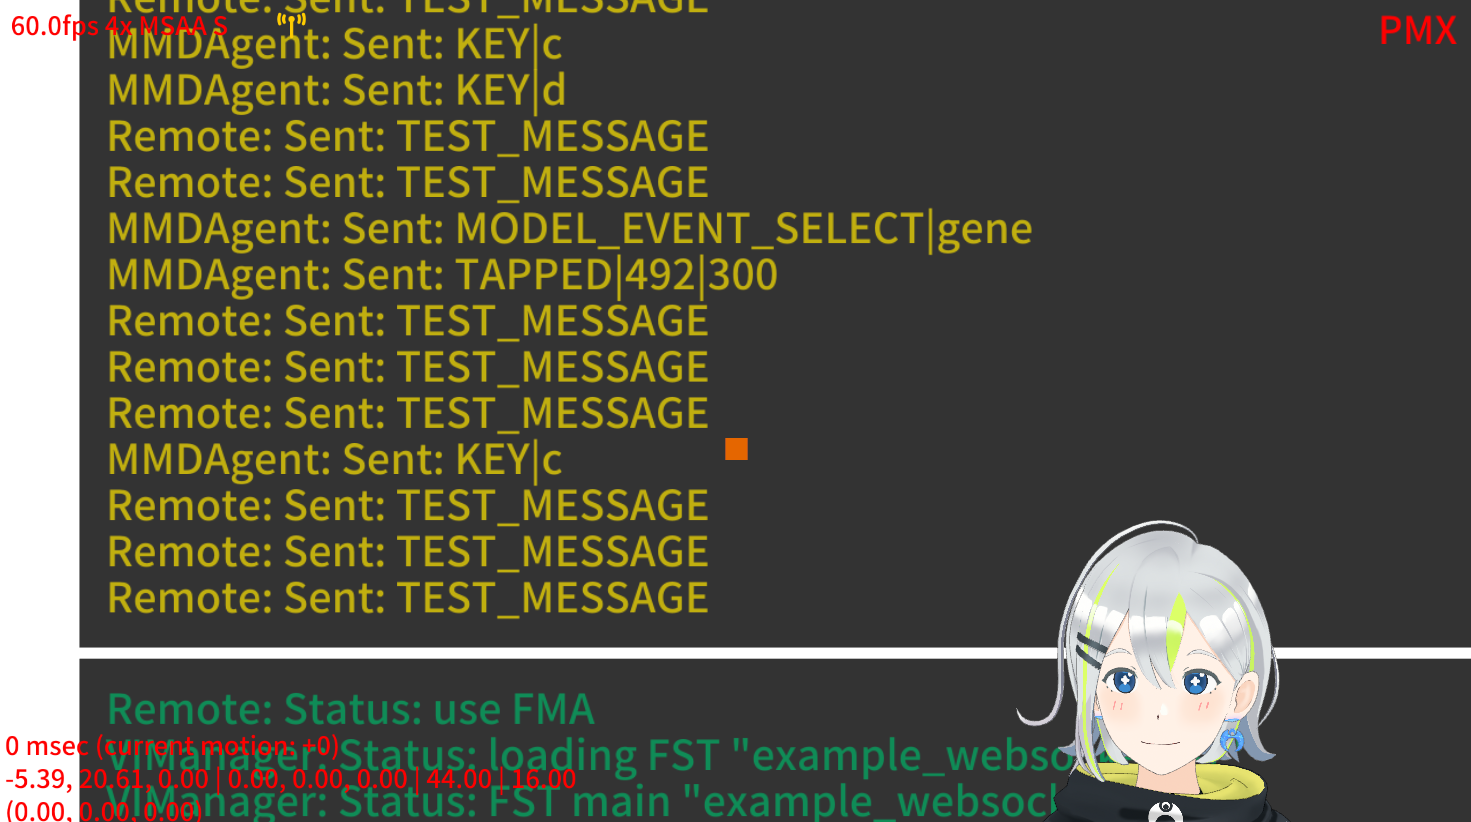 Remote: Sent: TEST_MESSAGE
60.0fps 4x MSAA S
PMX
MMDAgent: Sent: KEY|c
MMDAgent: Sent: KEY|d
Remote: Sent: TEST_MESSAGE
Remote: Sent: TEST_MESSAGE
MMDAgent: Sent: MODEL_EVENT_SELECT|gene
MMDAgent: Sent: TAPPED|492|300
Remote: Sent: TEST_MESSAGE
Remote: Sent: TEST_MESSAGE
Remote: Sent: TEST_MESSAGE
MMDAgent: Sent: KEY|c
Remote: Sent: TEST_MESSAGE
Remote: Sent: TEST_MESSAGE
Remote: Sent: TEST_MESSAGE
Remote: Status: use FMA
0 msec (current motion: +0)
VIManager: Status: loading FST "example_webso
-5.39, 20.61, 0.00 | 0.00, 0.00, 0.00 | 44.00 | 16.00
VIManager: Status: FST main "example_websock
(0.00, 0.00, 0.00)